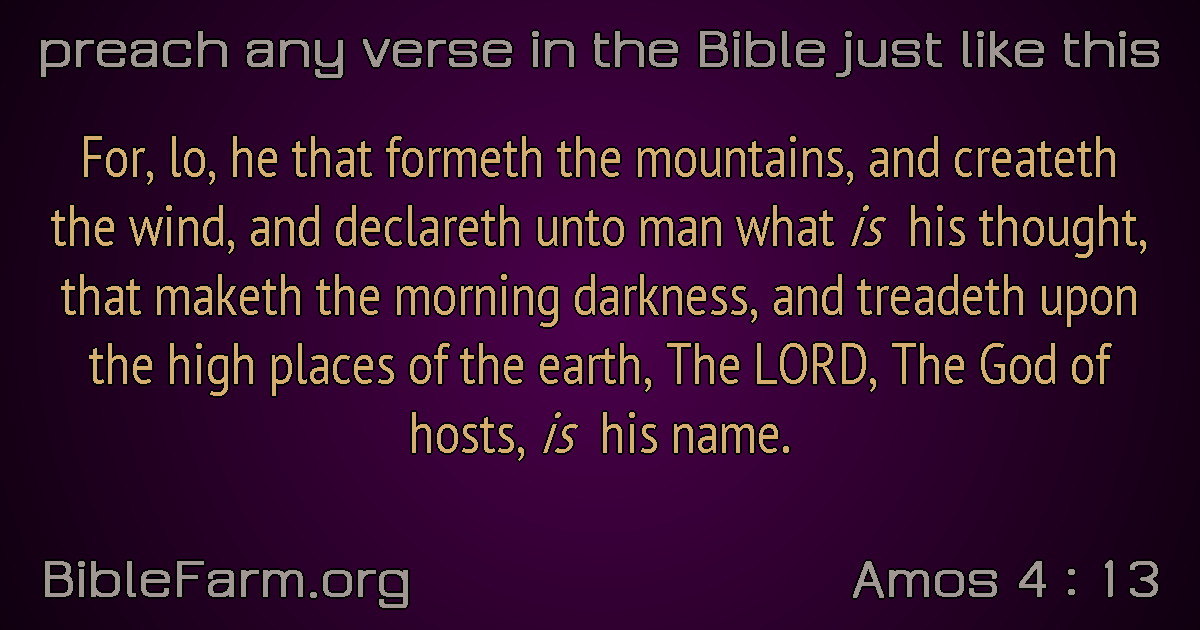 preach any verse in the Bible just like this
For, lo, he that formeth the mountains, and createth
the wind, and declareth unto man what is his thought,
that maketh the morning darkness, and treadeth upon
the high places of the earth, The LORD, The God of
hosts, is his name.
BibleFarm.org
Amos 4 : 13